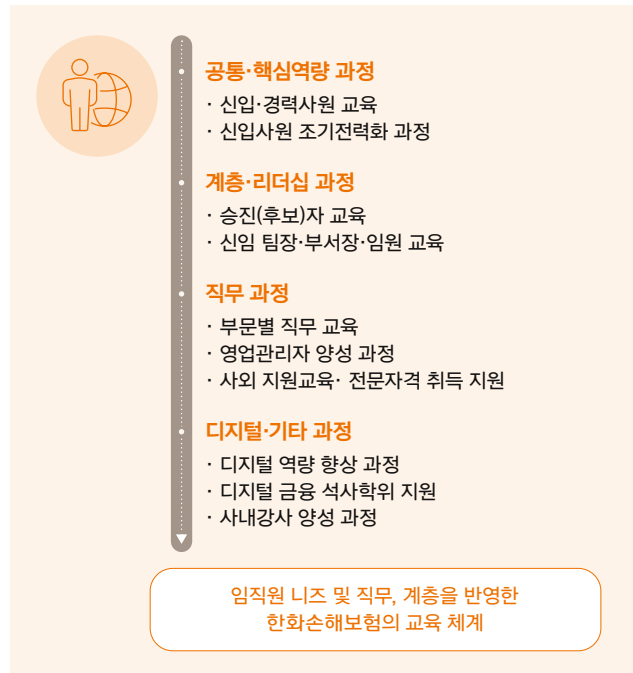 공통·핵심역량 과정
· 신입·경력사원 교육
· 신입사원 조기전력화 과정
계층·리더십 과정
· 승진(후보)자 교육
· 신임 팀장·부서장·임원 교육
직무 과정
· 부문별 직무 교육
· 영업관리자 양성 과정
· 사외 지원교육· 전문자격 취득 지원
디지털·기타 과정
· 디지털 역량 향상 과정
· 디지털 금융 석사학위 지원
· 사내강사 양성 과정
임직원 니즈 및 직무, 계층을 반영한
한화손해보험의 교육 체계